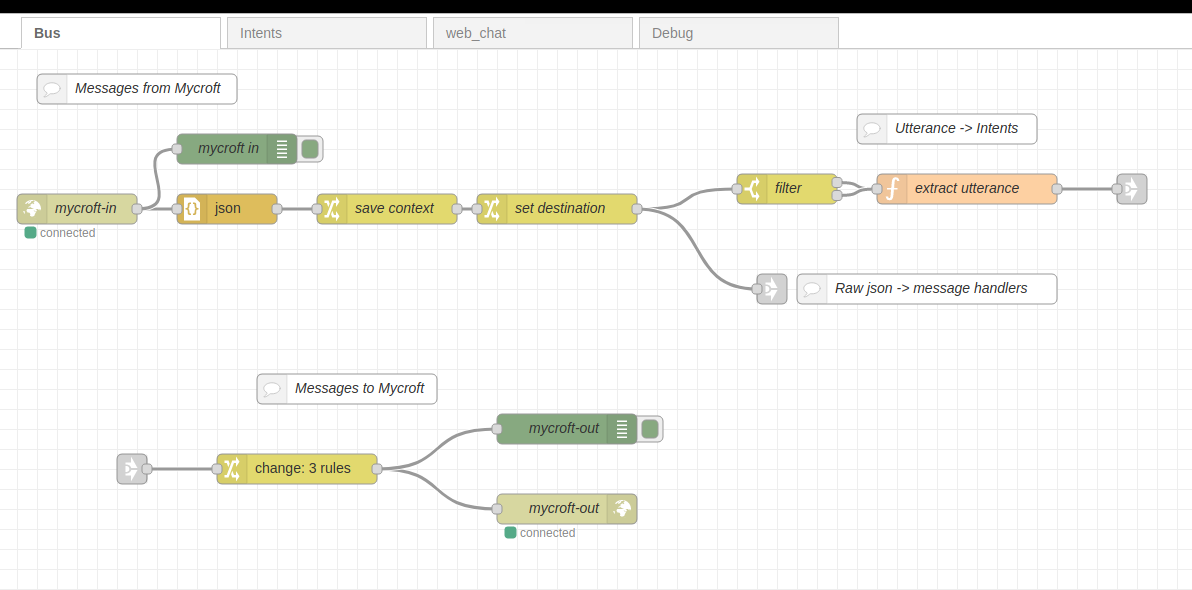 Bus
Intents
web_chat
Debug
Messages from Mycroft
Utterance -> Intents
mycroft in
filter
extract utterance
mycroft-in
{}
json
save context
set destination
connected
Raw json -> message handlers
Messages to Mycroft
mycroft-out
change: 3 rules
mycroft-out
connected